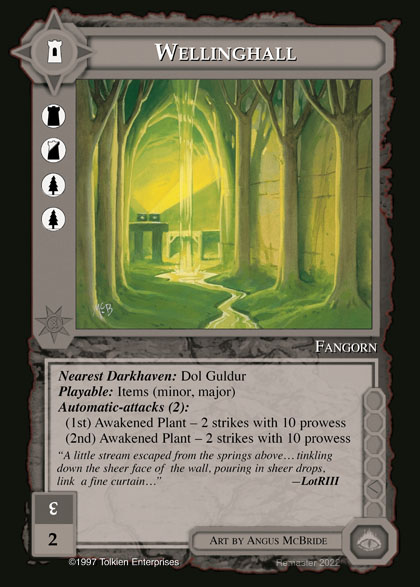 WELLINGHALL
McB
FANGORN
Nearest Darkhaven: Dol Guldur
Playable: Items (minor, major)
Automatic-attacks (2):
(1st) Awakened Plant – 2 strikes with 10 prowess
(2nd) Awakened Plant – 2 strikes with 10 prowess
“A little stream escaped from the springs above… tinkling
down the sheer face of the wall, pouring in sheer drops,
link a fine curtain…” –LotRIII
ε
2
ART BY ANGUS MCBRIDE
©1997 Tolkien Enterprises
Remaster 2022